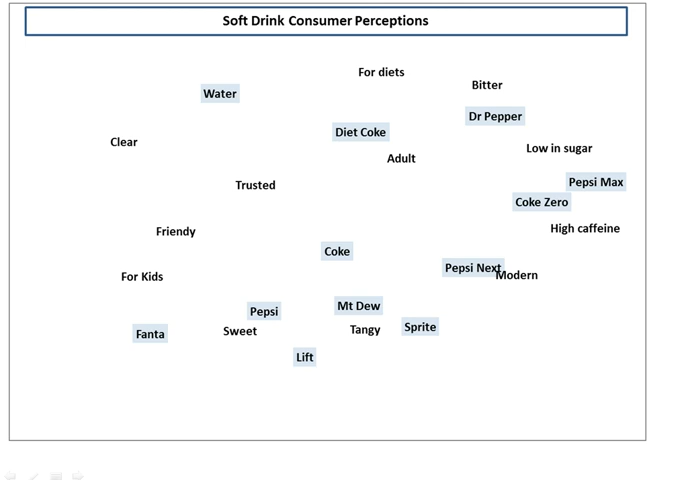 Soft Drink Consumer Perceptions
For diets
Bitter
Water
Dr Pepper
Diet Coke
Clear
Low in sugar
Adult
Pepsi Max
Trusted
Coke Zero
High caffeine
Friendy
Coke
Pepsi Next
Modern
For Kids
Mt Dew
Pepsi
Sprite
Tangy
Sweet
Fanta
Lift